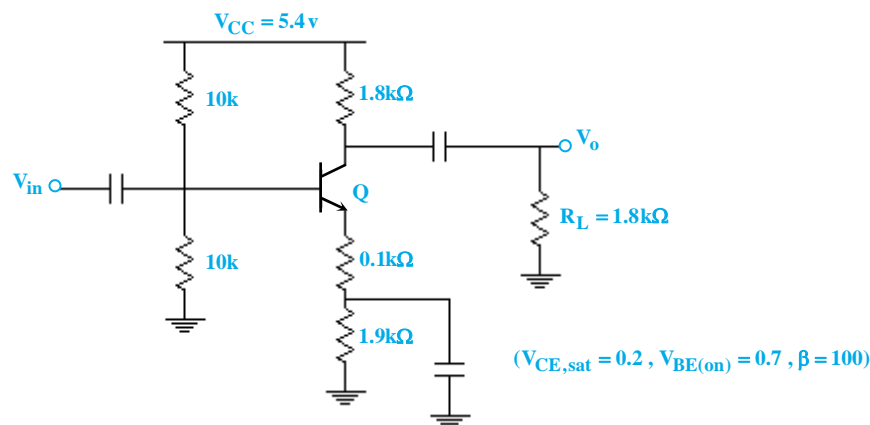 V_CC = 5.4 v
10k
1.8kΩ
V_o
V_in
Q
R_L = 1.8kΩ
10k
0.1kΩ
1.9kΩ
(V_CE,sat = 0.2 , V_BE(on) = 0.7 , β = 100)